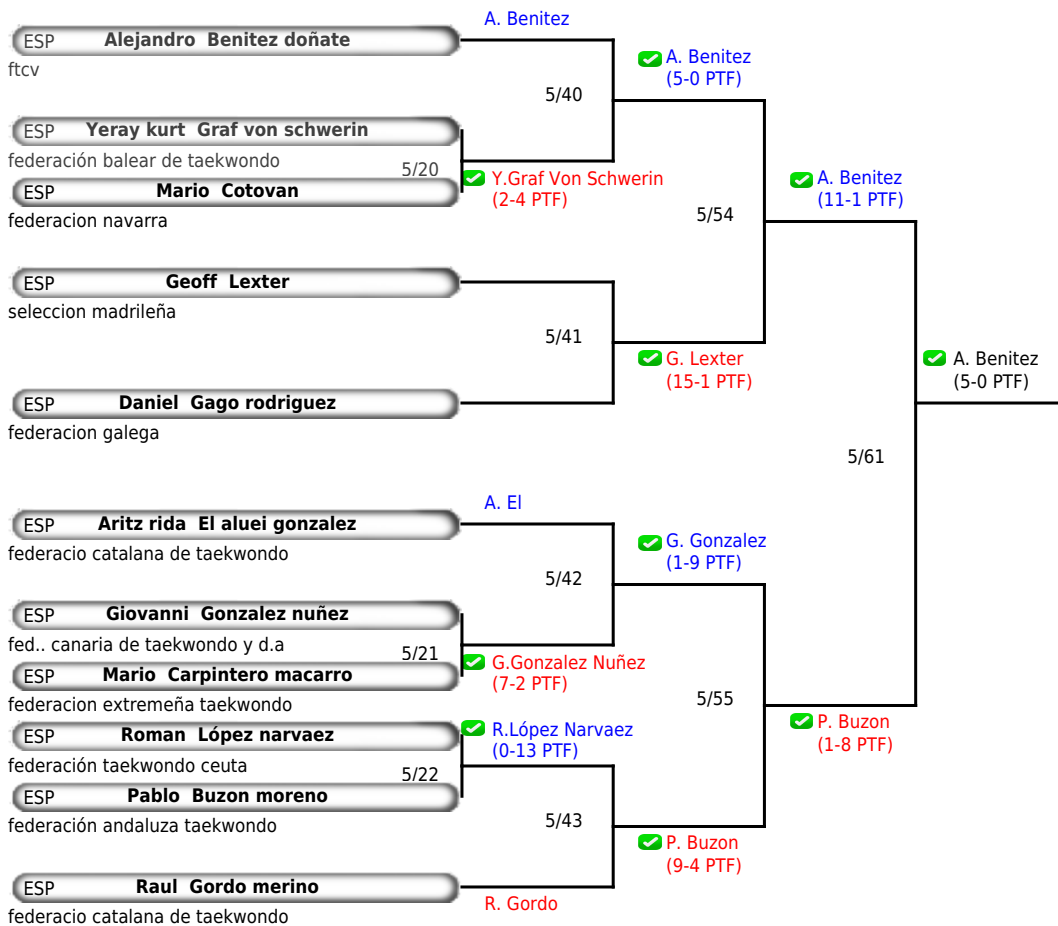 A. Benitez
ESP Alejandro Benitez doñate
ftcv
A. Benitez
(5-0 PTF)
5/40
ESP Yeray kurt Graf von schwerin
federación balear de taekwondo
5/20
Y.Graf Von Schwerin
(2-4 PTF)
ESP Mario Cotovan
federacion navarra
A. Benitez
(11-1 PTF)
5/54
ESP Geoff Lexter
seleccion madrileña
5/41
G. Lexter
(15-1 PTF)
ESP Daniel Gago rodriguez
federacion galega
A. Benitez
(5-0 PTF)
5/61
A. El
ESP Aritz rida El aluei gonzalez
federacio catalana de taekwondo
G. Gonzalez
(1-9 PTF)
5/42
ESP Giovanni Gonzalez nuñez
fed.. canaria de taekwondo y d.a
5/21
G.Gonzalez Nuñez
(7-2 PTF)
ESP Mario Carpintero macarro
federacion extremeña taekwondo
5/55
P. Buzon
(1-8 PTF)
ESP Roman López narvaez
federación taekwondo ceuta
R.López Narvaez
(0-13 PTF)
5/22
ESP Pablo Buzon moreno
federación andaluza taekwondo
5/43
P. Buzon
(9-4 PTF)
ESP Raul Gordo merino
federacio catalana de taekwondo
R. Gordo